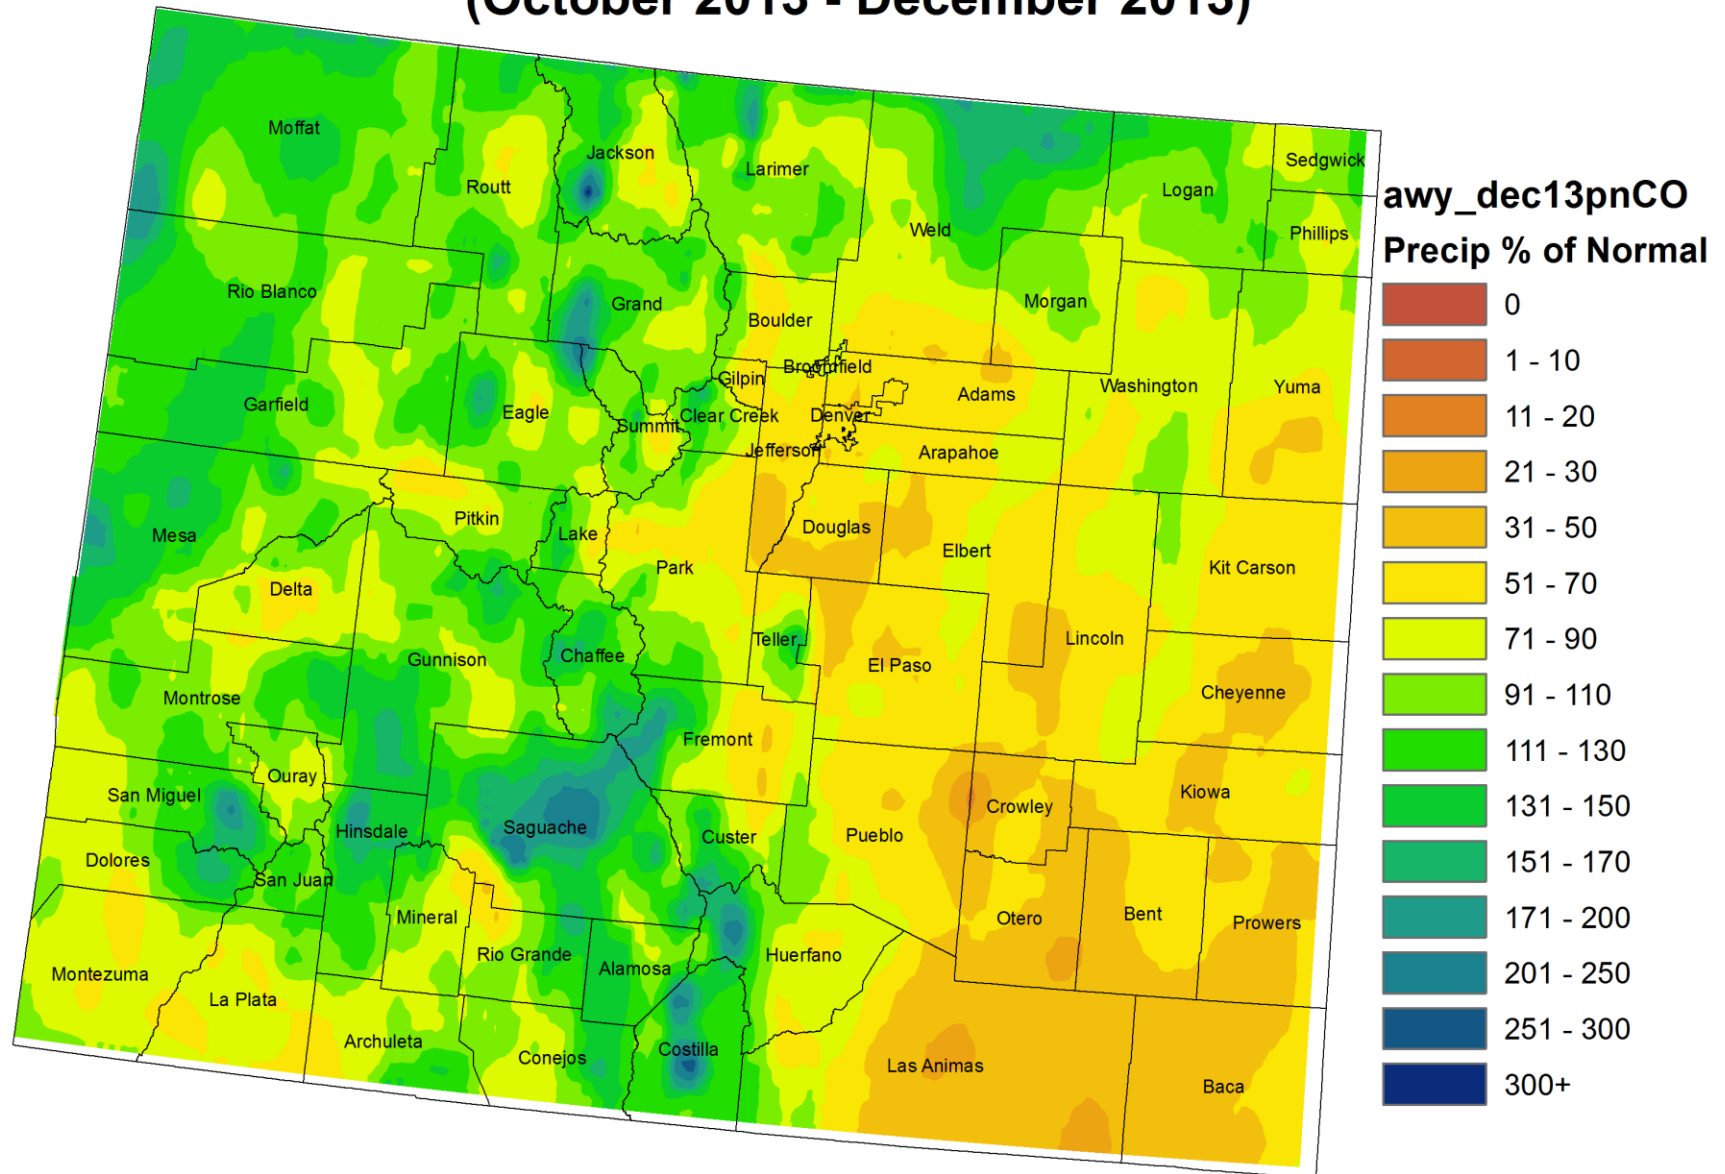 (October 2013 - December 2013)
Moffat
Routt
Jackson
Larimer
Weld
Logan
Sedgwick
Phillips
Rio Blanco
Grand
Boulder
Morgan
Broomfield
Gilpin
Adams
Washington
Yuma
Garfield
Eagle
Summit
Clear Creek
Denver
Jefferson
Arapahoe
Mesa
Pitkin
Lake
Park
Douglas
Elbert
Kit Carson
Delta
Gunnison
Chaffee
Teller
El Paso
Lincoln
Cheyenne
Montrose
Fremont
Ouray
San Miguel
Hinsdale
Saguache
Custer
Pueblo
Crowley
Kiowa
Dolores
San Juan
Mineral
Rio Grande
Alamosa
Huerfano
Otero
Bent
Prowers
Montezuma
La Plata
Archuleta
Conejos
Costilla
Las Animas
Baca
awy_dec13pnCO
Precip % of Normal
0
1 - 10
11 - 20
21 - 30
31 - 50
51 - 70
71 - 90
91 - 110
111 - 130
131 - 150
151 - 170
171 - 200
201 - 250
251 - 300
300+